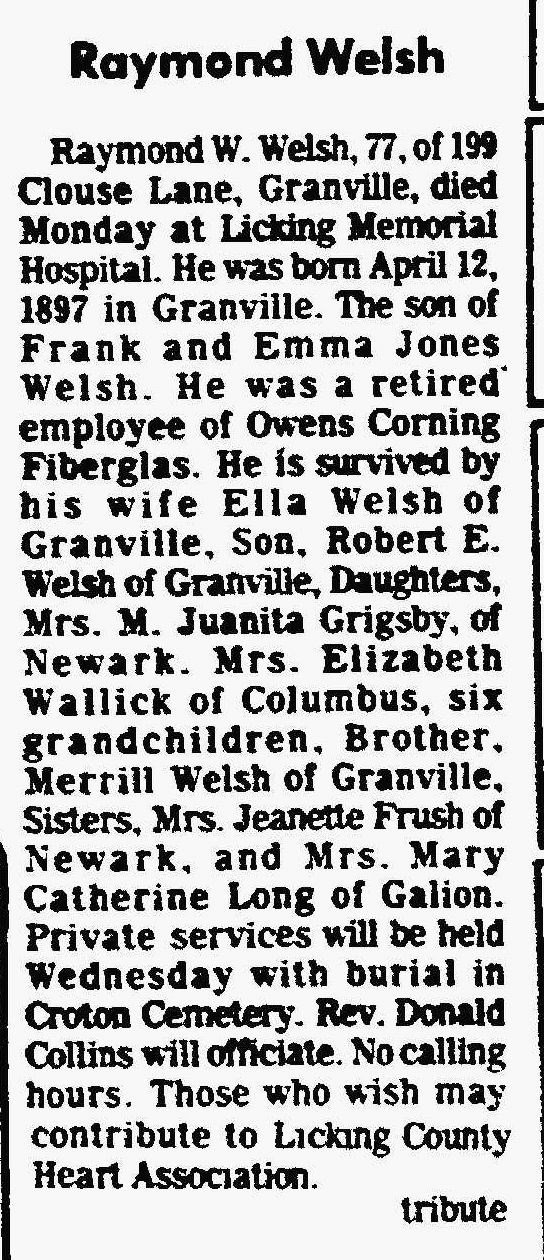 Raymond Welsh
Raymond W. Welsh, 77, of 199
Clouse Lane, Granville, died
Monday at Licking Memorial
Hospital. He was born April 12,
1897 in Granville. The son of
Frank and Emma Jones
Welsh. He was a retired
employee of Owens Corning
Fiberglas. He is survived by
his wife Ella Welsh of
Granville, Son, Robert E.
Welsh of Granville, Daughters,
Mrs. M. Juanita Grigsby, of
Newark. Mrs. Elizabeth
Wallick of Columbus, six
grandchildren, Brother,
Merrill Welsh of Granville,
Sisters, Mrs. Jeanette Frush of
Newark, and Mrs. Mary
Catherine Long of Galion.
Private services will be held
Wednesday with burial in
Croton Cemetery. Rev. Donald
Collins will officiate. No calling
hours. Those who wish may
contribute to Licking County
Heart Association.
tribute